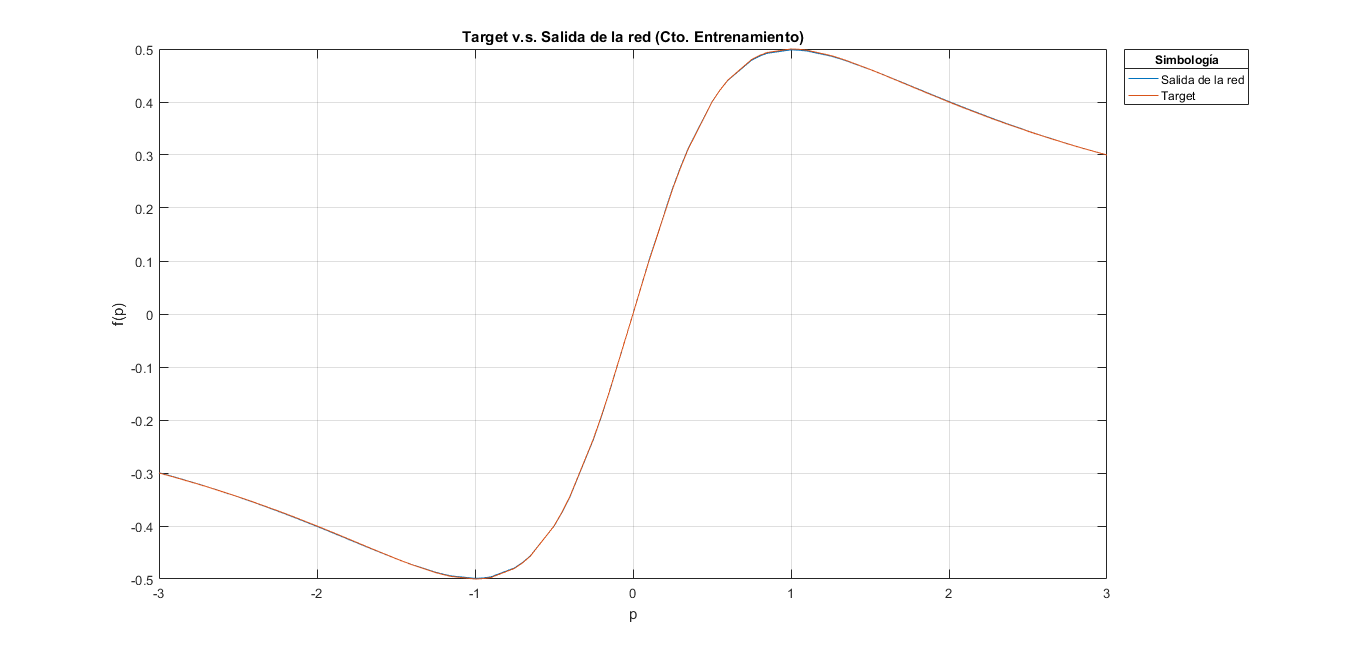 Target v.s. Salida de la red (Cto. Entrenamiento)
Simbología
Salida de la red
Target
0.5
0.4
0.3
0.2
0.1
0
-0.1
-0.2
-0.3
-0.4
-0.5
f(p)
-3 -2 -1 0 1 2 3
p